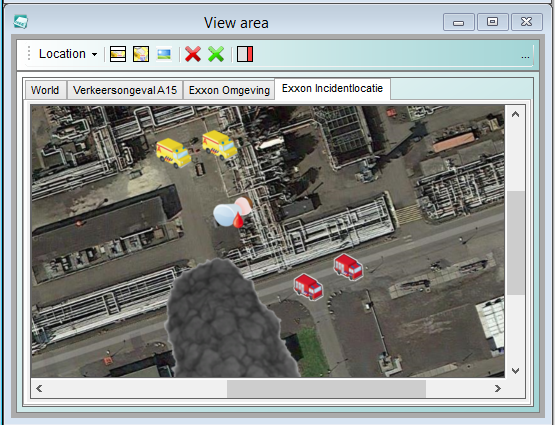 View area
Location
...
World Verkeersongeval A15 Exxon Omgeving Exxon Incidentlocatie